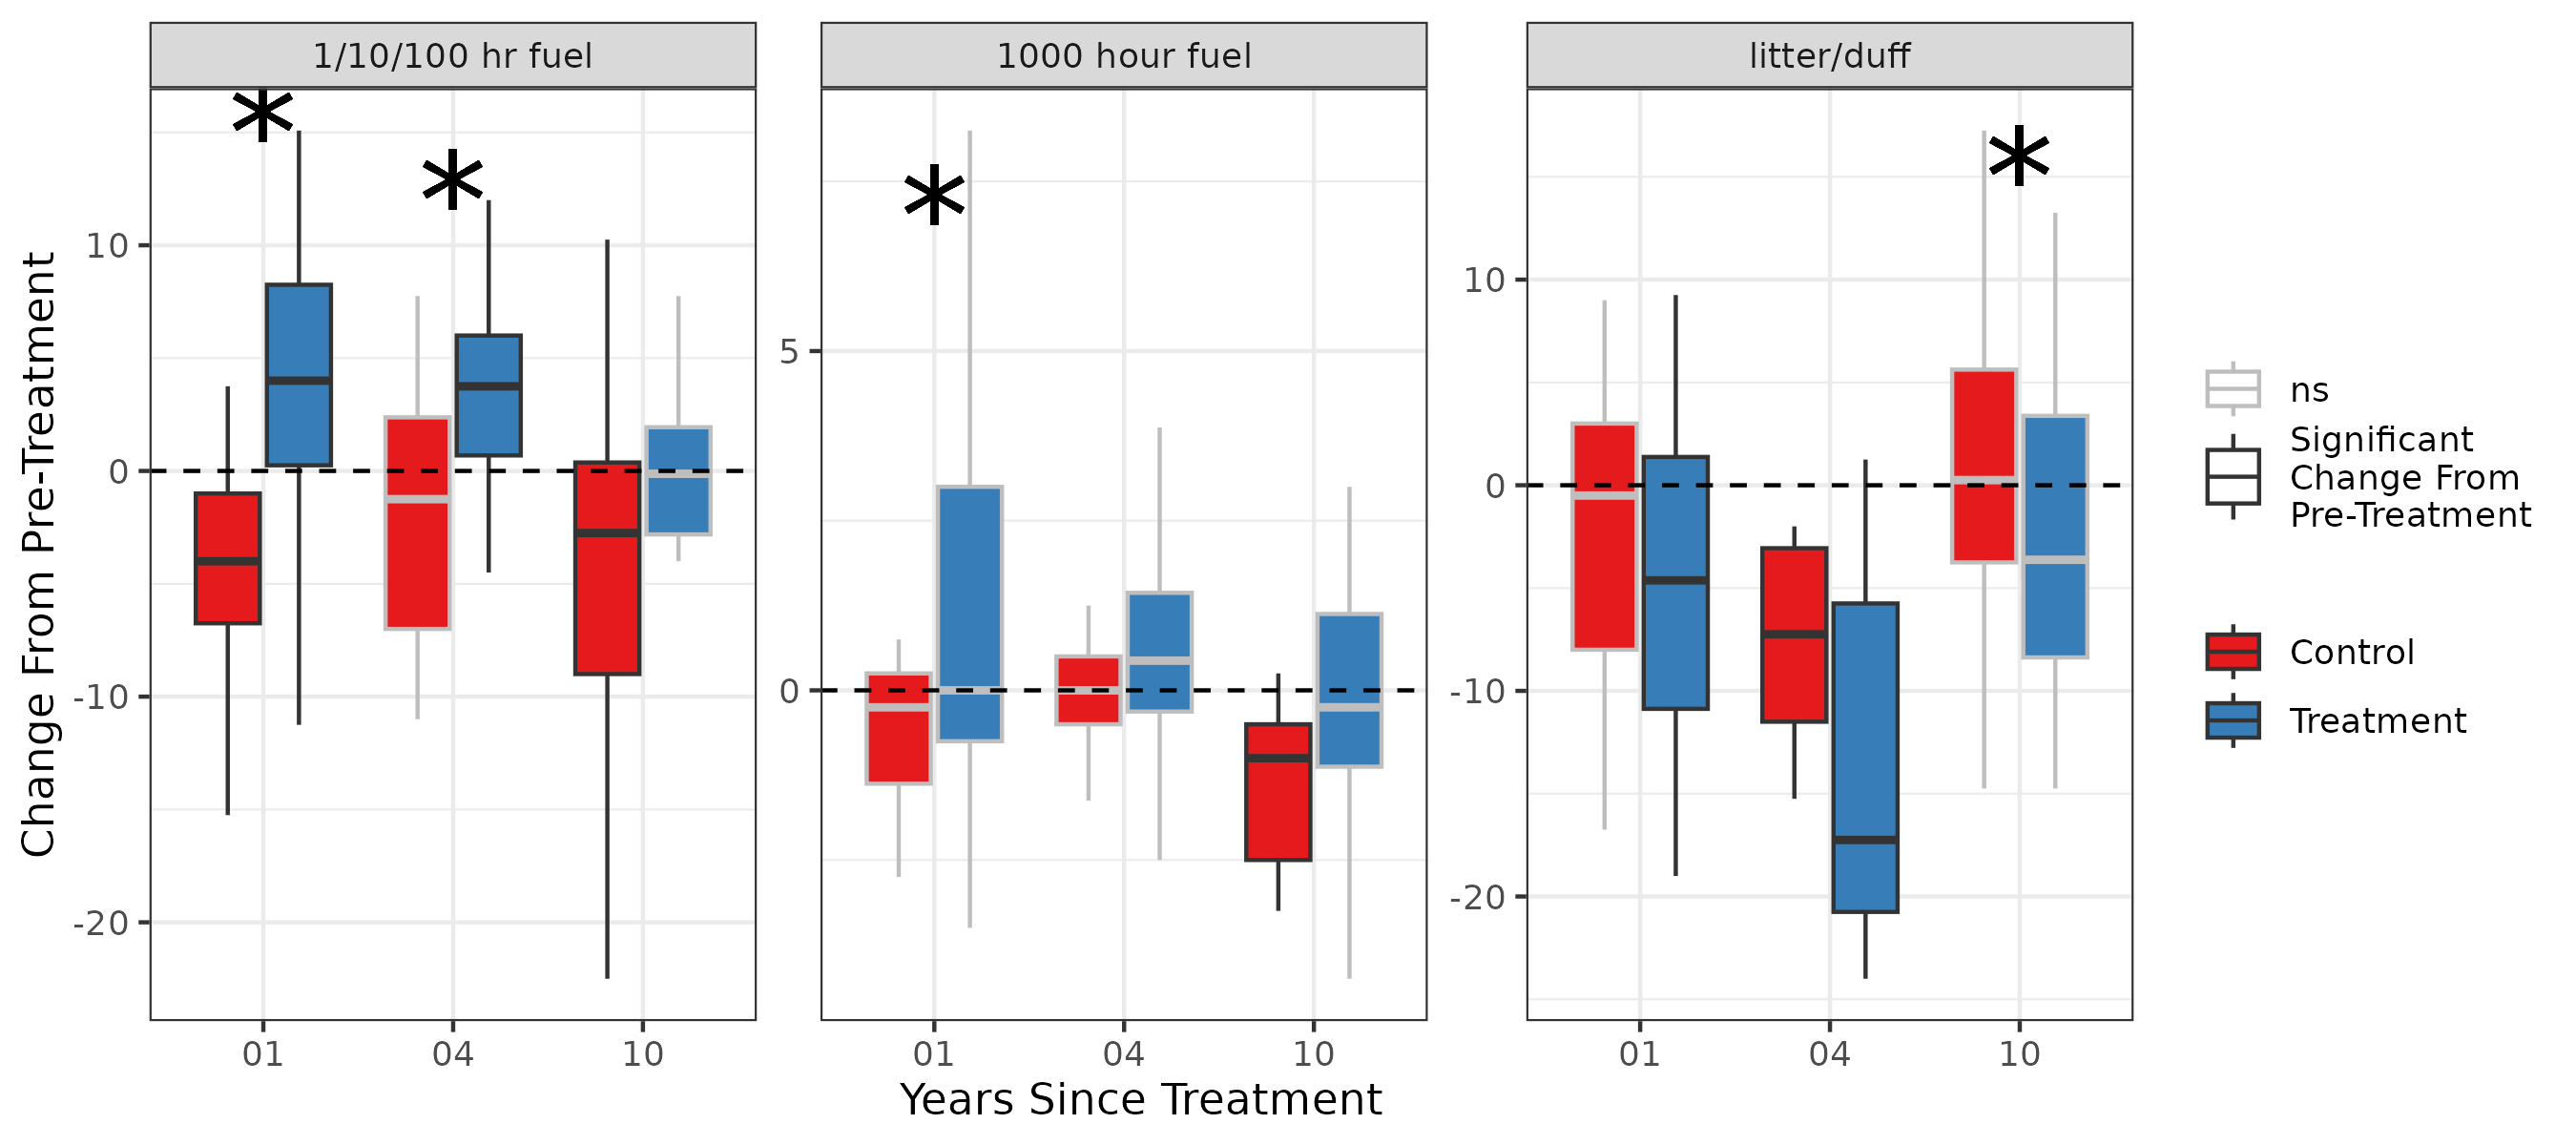 1/10/100 hr fuel
1000 hour fuel
litter/duff
Change From Pre-Treatment
10
0
-10
-20
5
0
10
0
-10
-20
*
*
*
*
01
04
10
01
04
10
01
04
10
Years Since Treatment
ns
Significant
Change From
Pre-Treatment
Control
Treatment